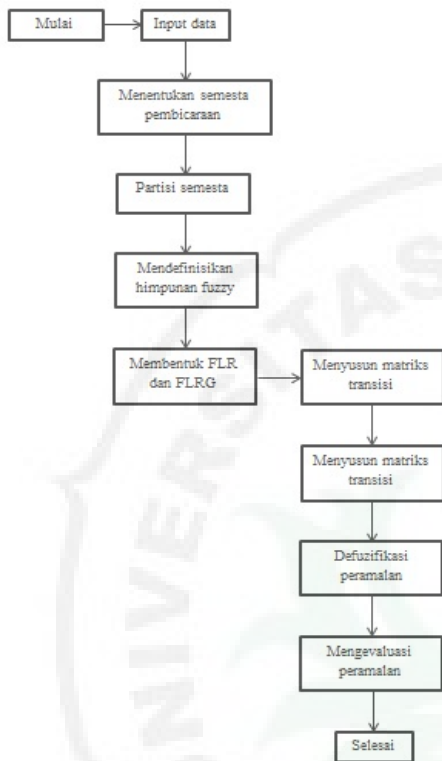 Mulai
Input data
Menentukan semesta
pembicaraan
Partisi semesta
Mendefinisikan
himpunan fuzzy
Membentuk FLR
dan FLRG
Menyusun matriks
transisi
Menyusun matriks
transisi
Defuzifikasi
peramalan
Mengevaluasi
peramalan
Selesai
UNIVERSITAS